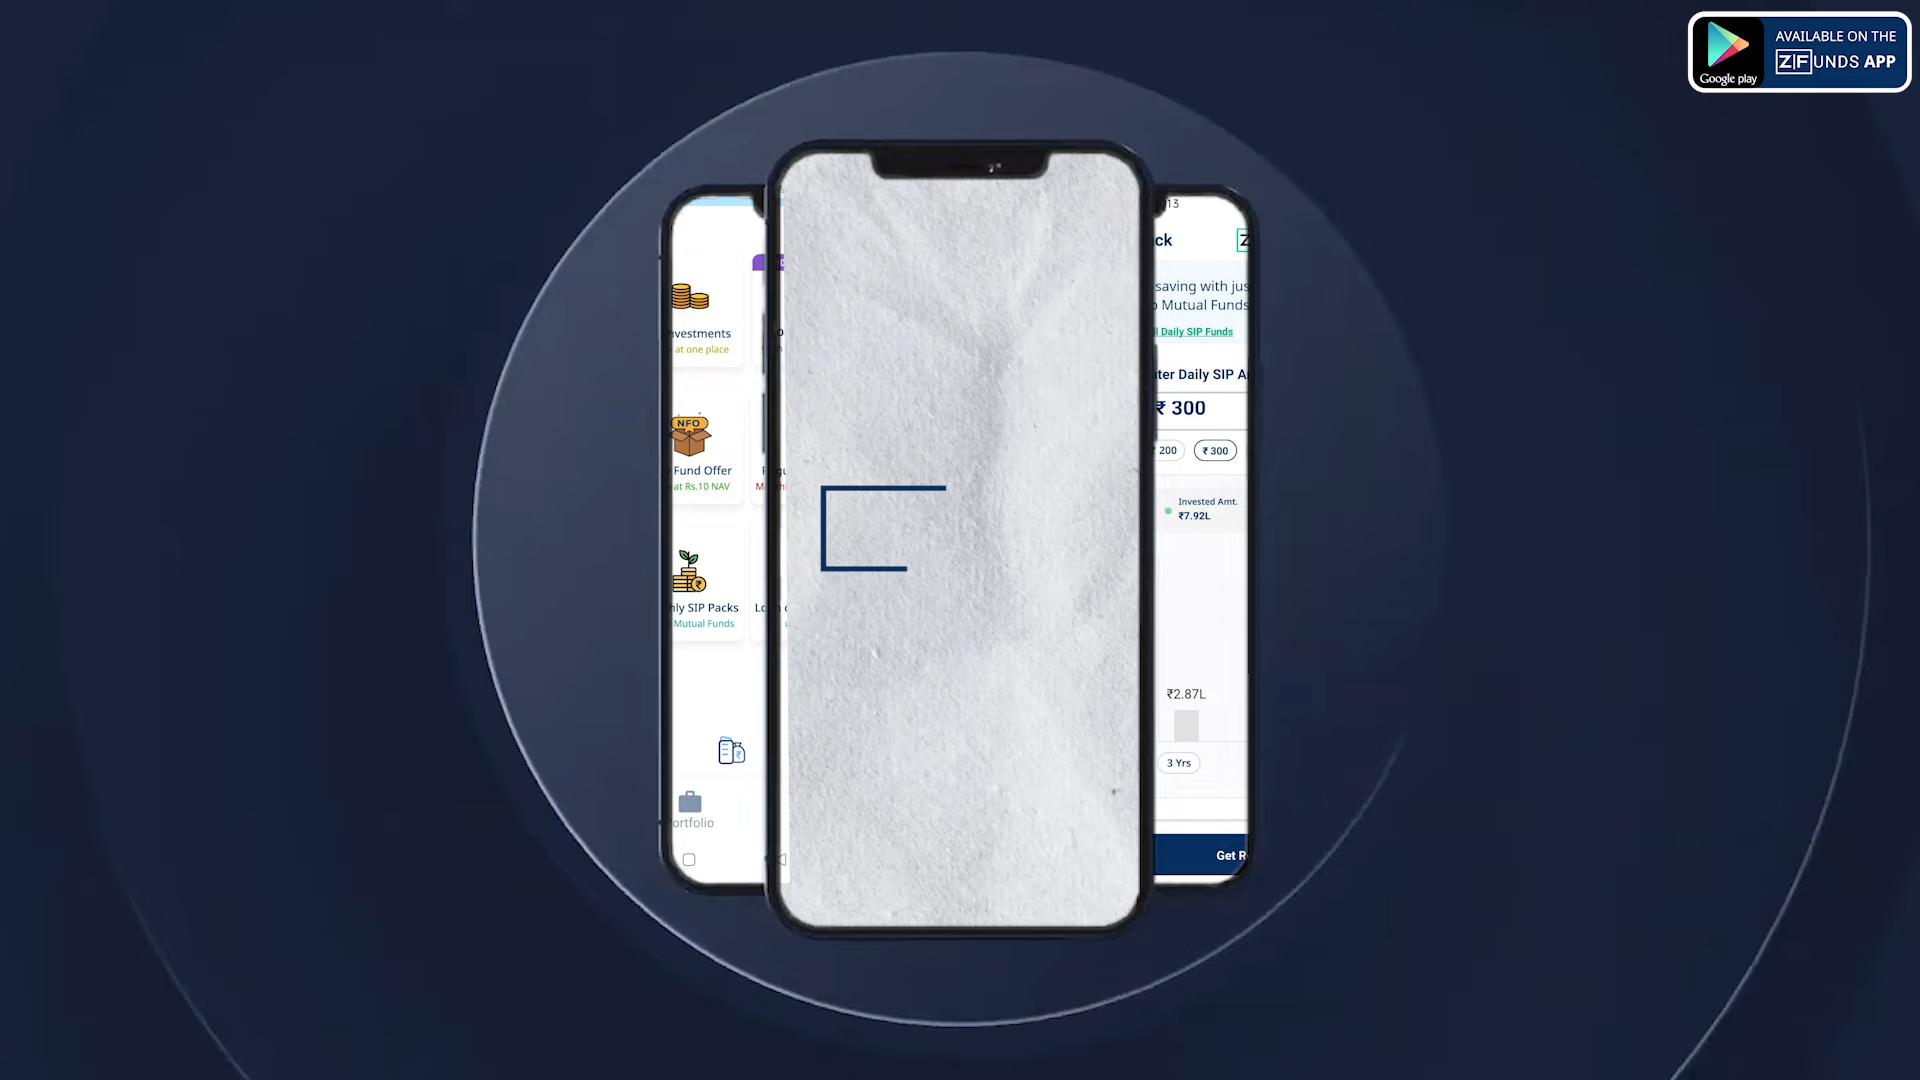 AVAILABLE ON THE
ZFUNDS APP
Google play
nvestments
at one place
NFO
Fund Offer
at Rs.10 NAV
hly SIP Packs
Mutual Funds
ortfolio
13
ck
Z
saving with jus
o Mutual Funds
ll Daily SIP Funds
ter Daily SIP A
₹ 300
200
₹ 300
Invested Amt.
₹7.92L
₹2.87L
3 Yrs
Get R